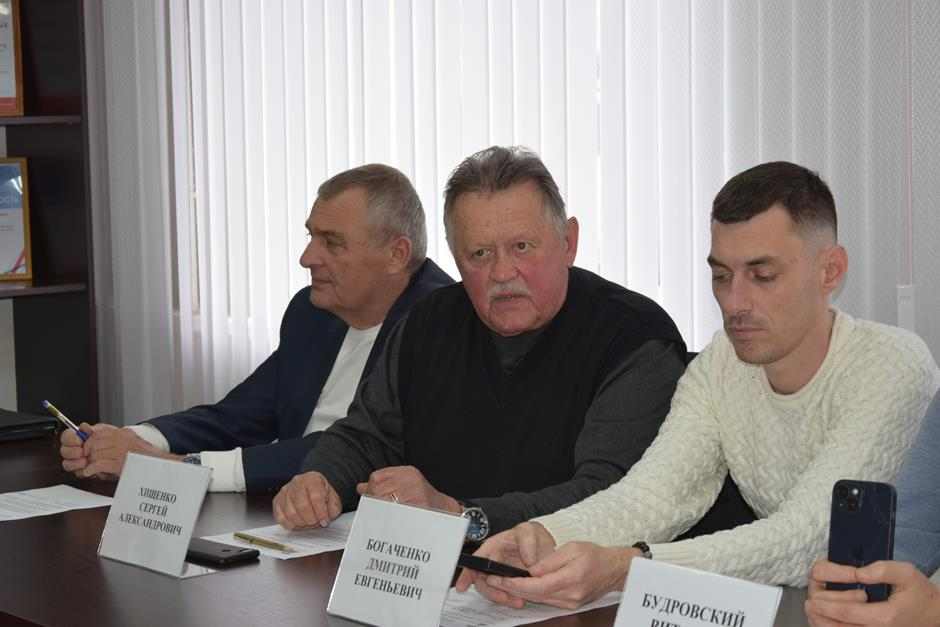 ХИЩЕНКО
СЕРГЕЙ
АЛЕКСАНДРОВИЧ
БОГАЧЕНКО
ДМИТРИЙ
ЕВГЕНЬЕВИЧ
БУДРОВСКИЙ